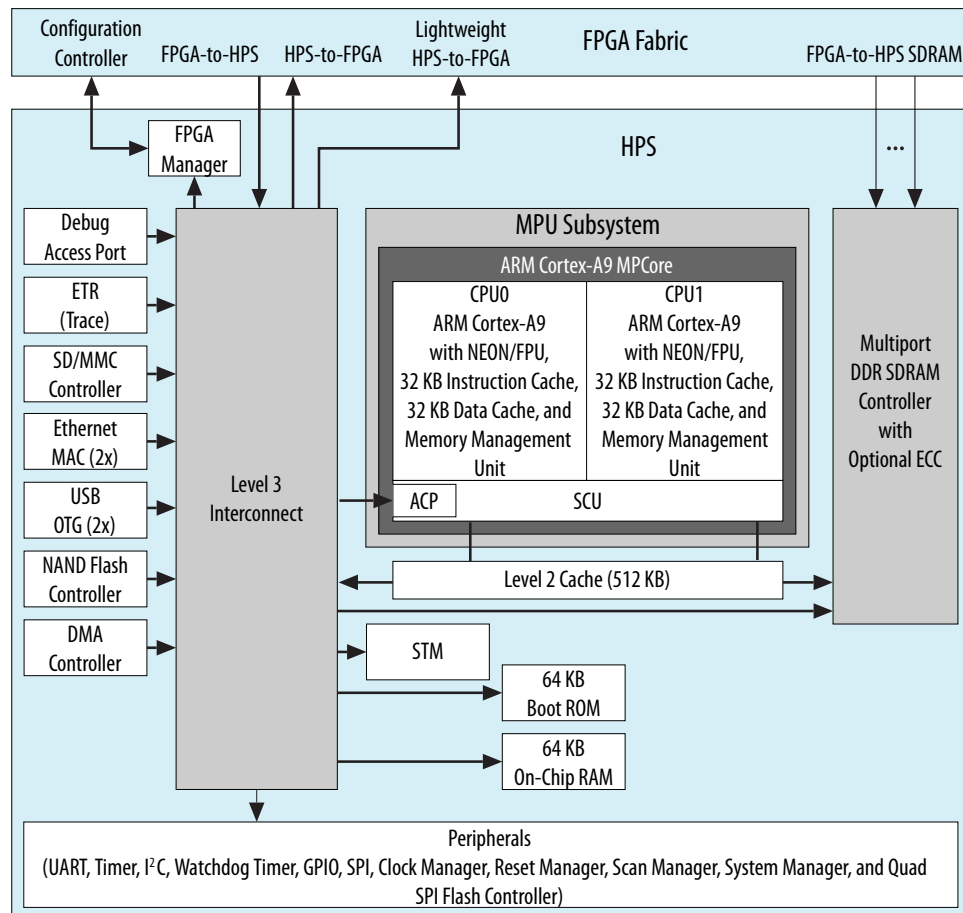 Configuration
Controller
FPGA-to-HPS
HPS-to-FPGA
Lightweight
HPS-to-FPGA
FPGA Fabric
FPGA-to-HPS SDRAM
FPGA
Manager
HPS
...
Debug
Access Port
ETR
(Trace)
SD/MMC
Controller
Ethernet
MAC (2x)
USB
OTG (2x)
NAND Flash
Controller
DMA
Controller
Level 3
Interconnect
MPU Subsystem
ARM Cortex-A9 MPCore
CPU0
ARM Cortex-A9
with NEON/FPU,
32 KB Instruction Cache,
32 KB Data Cache, and
Memory Management
Unit
CPU1
ARM Cortex-A9
with NEON/FPU,
32 KB Instruction Cache,
32 KB Data Cache, and
Memory Management
Unit
ACP
SCU
Level 2 Cache (512 KB)
Multiport
DDR SDRAM
Controller
with
Optional ECC
STM
64 KB
Boot ROM
64 KB
On-Chip RAM
Peripherals
(UART, Timer, I²C, Watchdog Timer, GPIO, SPI, Clock Manager, Reset Manager, Scan Manager, System Manager, and Quad
SPI Flash Controller)